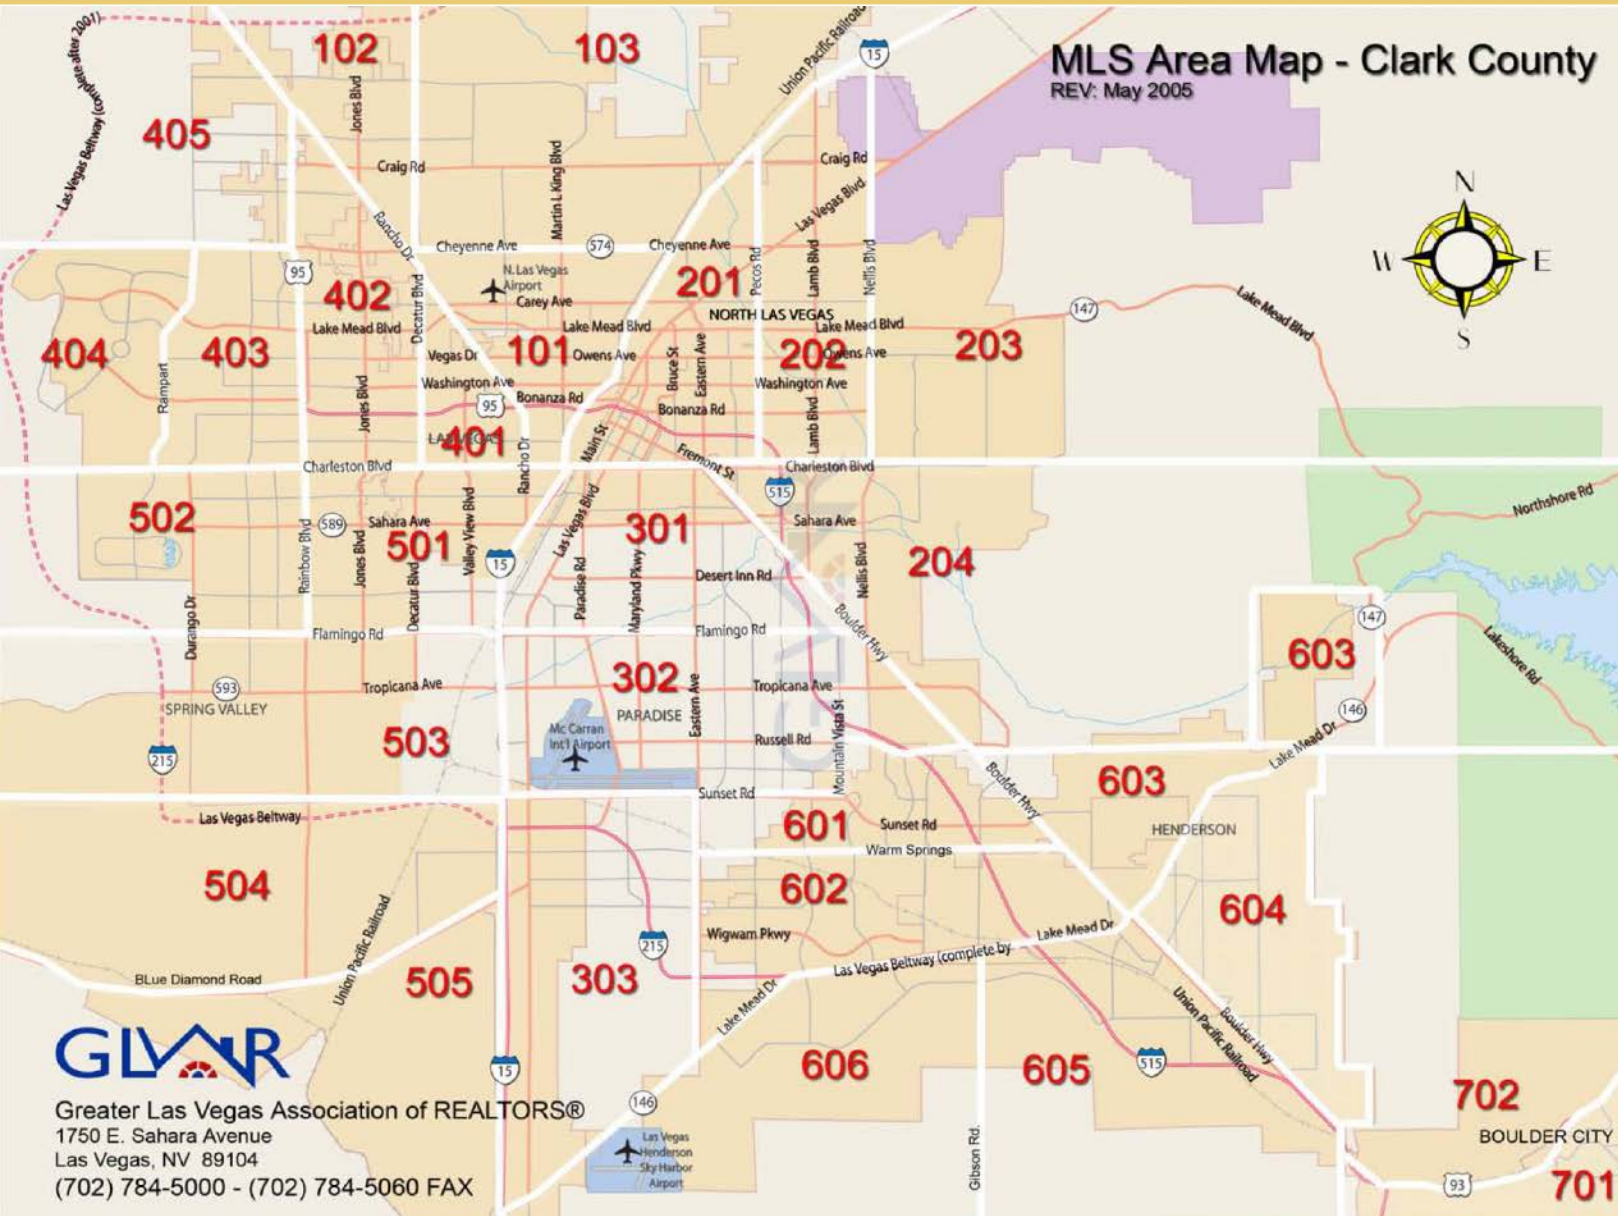 MLS Area Map - Clark County
REV: May 2005
Las Vegas Beltway (complete after 2001)
102
103
Union Pacific Railroad
15
405
Jones Blvd
Craig Rd
Martin L King Blvd
Craig Rd
Las Vegas Blvd
N
W
E
S
Rancho Dr
Cheyenne Ave
574
Cheyenne Ave
95
N. Las Vegas
Airport
402
Decatur Blvd
Carey Ave
201
Pecos Rd
Lamb Blvd
Nellis Blvd
NORTH LAS VEGAS
147
Lake Mead Blvd
Lake Mead Blvd
Lake Mead Blvd
Lake Mead Blvd
404
403
Vegas Dr
101
Owens Ave
Bruce St
Eastern Ave
202
Owens Ave
203
Rampart
Jones Blvd
Washington Ave
Washington Ave
95
Bonanza Rd
Bonanza Rd
Lamb Blvd
LAS VEGAS
401
Rancho Dr
Main St
Fremont St
Charleston Blvd
Charleston Blvd
515
Northshore Rd
502
Rainbow Blvd
589
Sahara Ave
Jones Blvd
501
Decatur Blvd
Valley View Blvd
15
Las Vegas Blvd
301
Sahara Ave
Paradise Rd
Maryland Pkwy
Desert Inn Rd
Nellis Blvd
204
Durango Dr
Flamingo Rd
Flamingo Rd
Boulder Hwy
147
603
Lakeshore Rd
593
Tropicana Ave
302
Eastern Ave
Tropicana Ave
146
SPRING VALLEY
PARADISE
Mountain Vista St
GLVAR
215
503
Mc Carran
Int'l Airport
Russell Rd
Lake Mead Dr
Boulder Hwy
603
Sunset Rd
Las Vegas Beltway
601
Sunset Rd
HENDERSON
Warm Springs
504
602
604
Union Pacific Railroad
215
Wigwam Pkwy
Lake Mead Dr
Las Vegas Beltway (complete by
BLue Diamond Road
505
303
Lake Mead Dr
Union Pacific Railroad
Boulder Hwy
GLVAR
15
606
605
515
702
Greater Las Vegas Association of REALTORS®
1750 E. Sahara Avenue
Las Vegas, NV 89104
(702) 784-5000 - (702) 784-5060 FAX
146
Las Vegas
Henderson
Sky Harbor
Airport
Gibson Rd.
BOULDER CITY
93
701